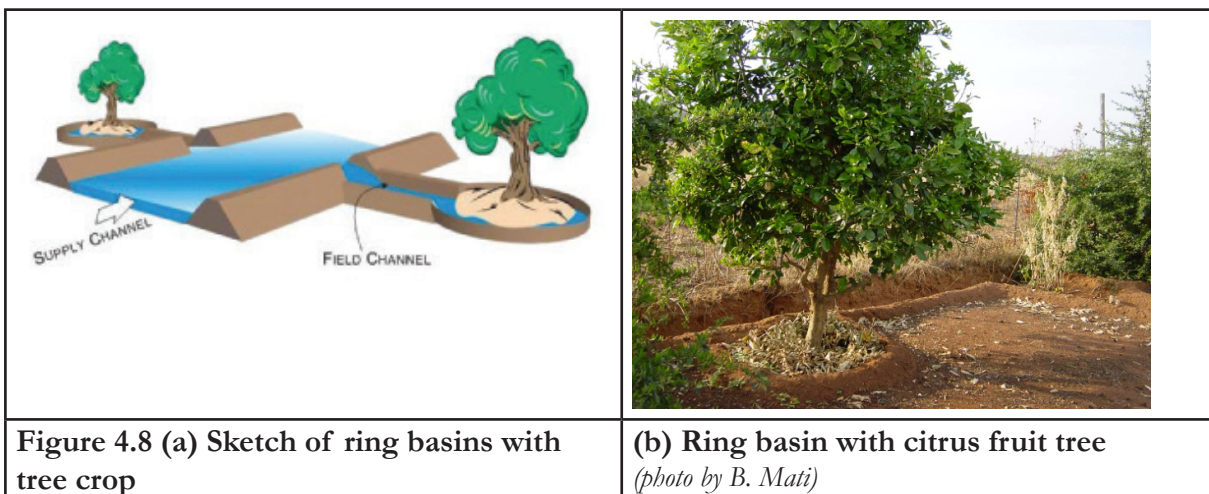 SUPPLY CHANNEL
FIELD CHANNEL
Figure 4.8 (a) Sketch of ring basins with
tree crop
(b) Ring basin with citrus fruit tree
(photo by B. Mati)